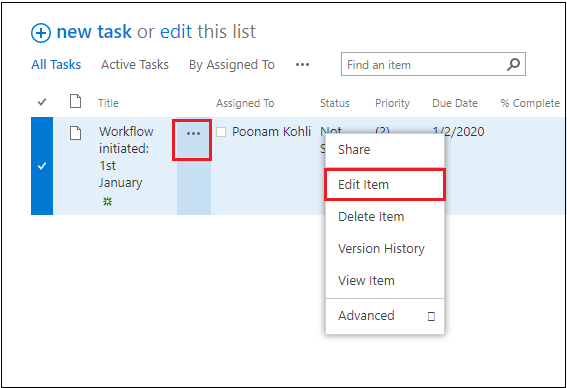 new task or edit this list
All Tasks Active Tasks By Assigned To ••• Find an item
Title Assigned To Status Priority Due Date % Complete
Workflow ••• Poonam Kohli Not (2) 1/2/2020
initiated: S
1st
January
Share
Edit Item
Delete Item
Version History
View Item
Advanced